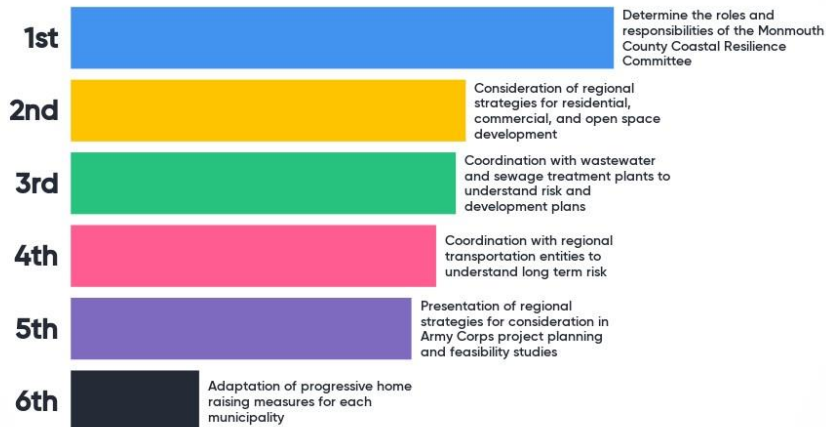 1st
Determine the roles and
responsibilities of the Monmouth
County Coastal Resilience
Committee
2nd
Consideration of regional
strategies for residential,
commercial, and open space
development
3rd
Coordination with wastewater
and sewage treatment plants to
understand risk and
development plans
4th
Coordination with regional
transportation entities to
understand long term risk
5th
Presentation of regional
strategies for consideration in
Army Corps project planning
and feasibility studies
6th
Adaptation of progressive home
raising measures for each
municipality